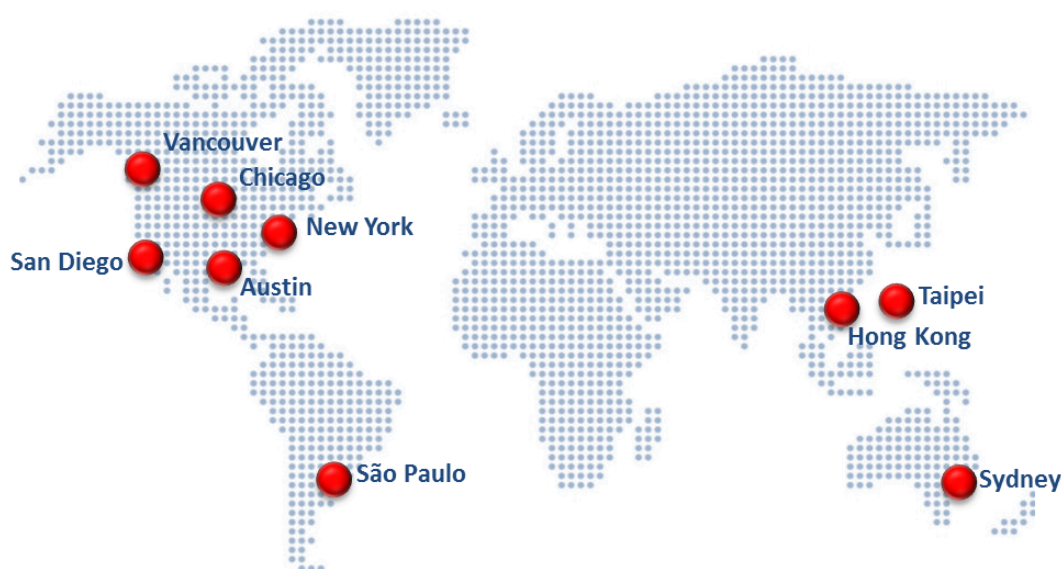 Vancouver
Chicago
New York
San Diego
Austin
Taipei
Hong Kong
São Paulo
Sydney